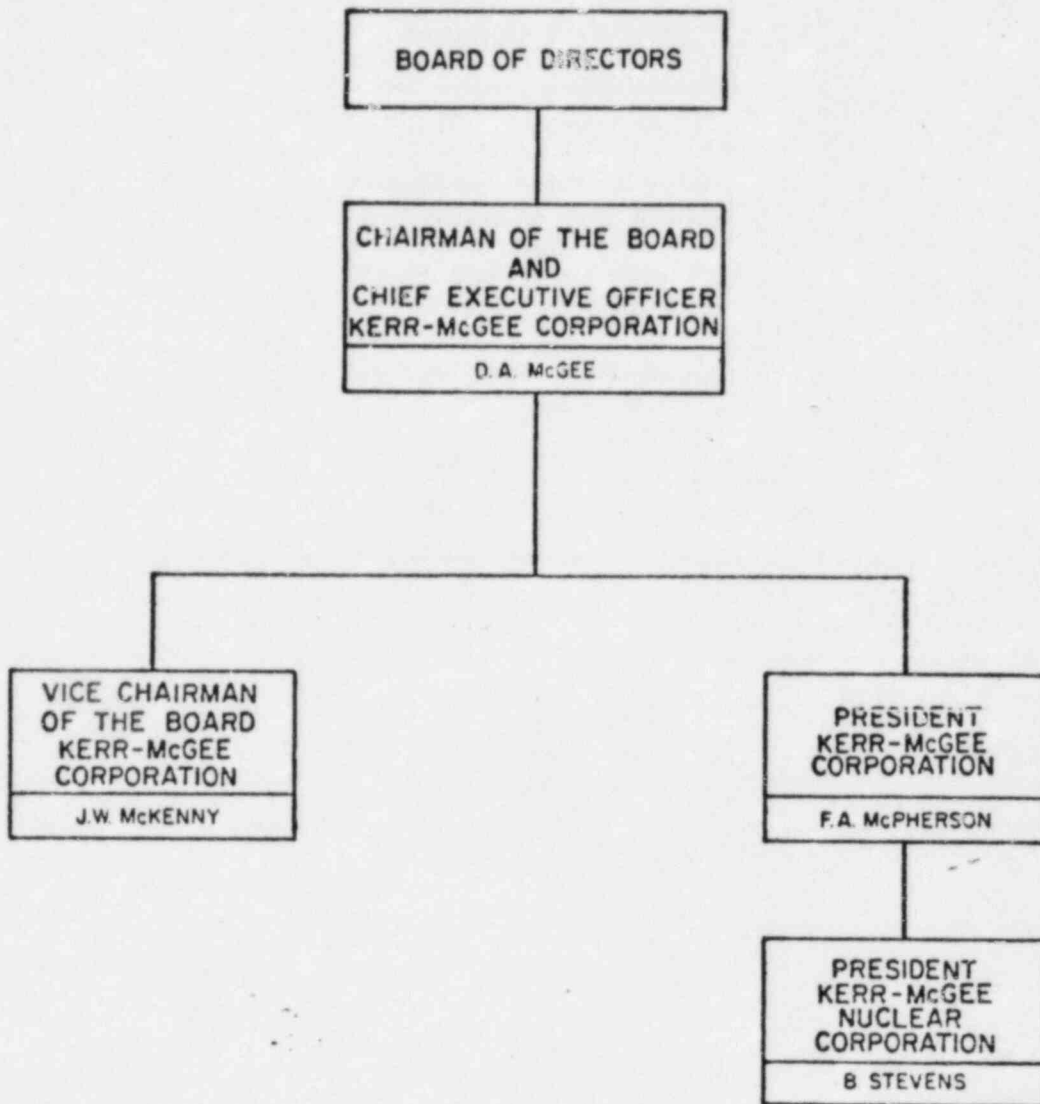 BOARD OF DIRECTORS
CHAIRMAN OF THE BOARD
AND
CHIEF EXECUTIVE OFFICER
KERR-McGEE CORPORATION
D. A. McGEE
VICE CHAIRMAN
OF THE BOARD
KERR-McGEE
CORPORATION
J.W. McKENNY
PRESIDENT
KERR-McGEE
CORPORATION
F. A. McPHERSON
PRESIDENT
KERR-McGEE
NUCLEAR
CORPORATION
B STEVENS